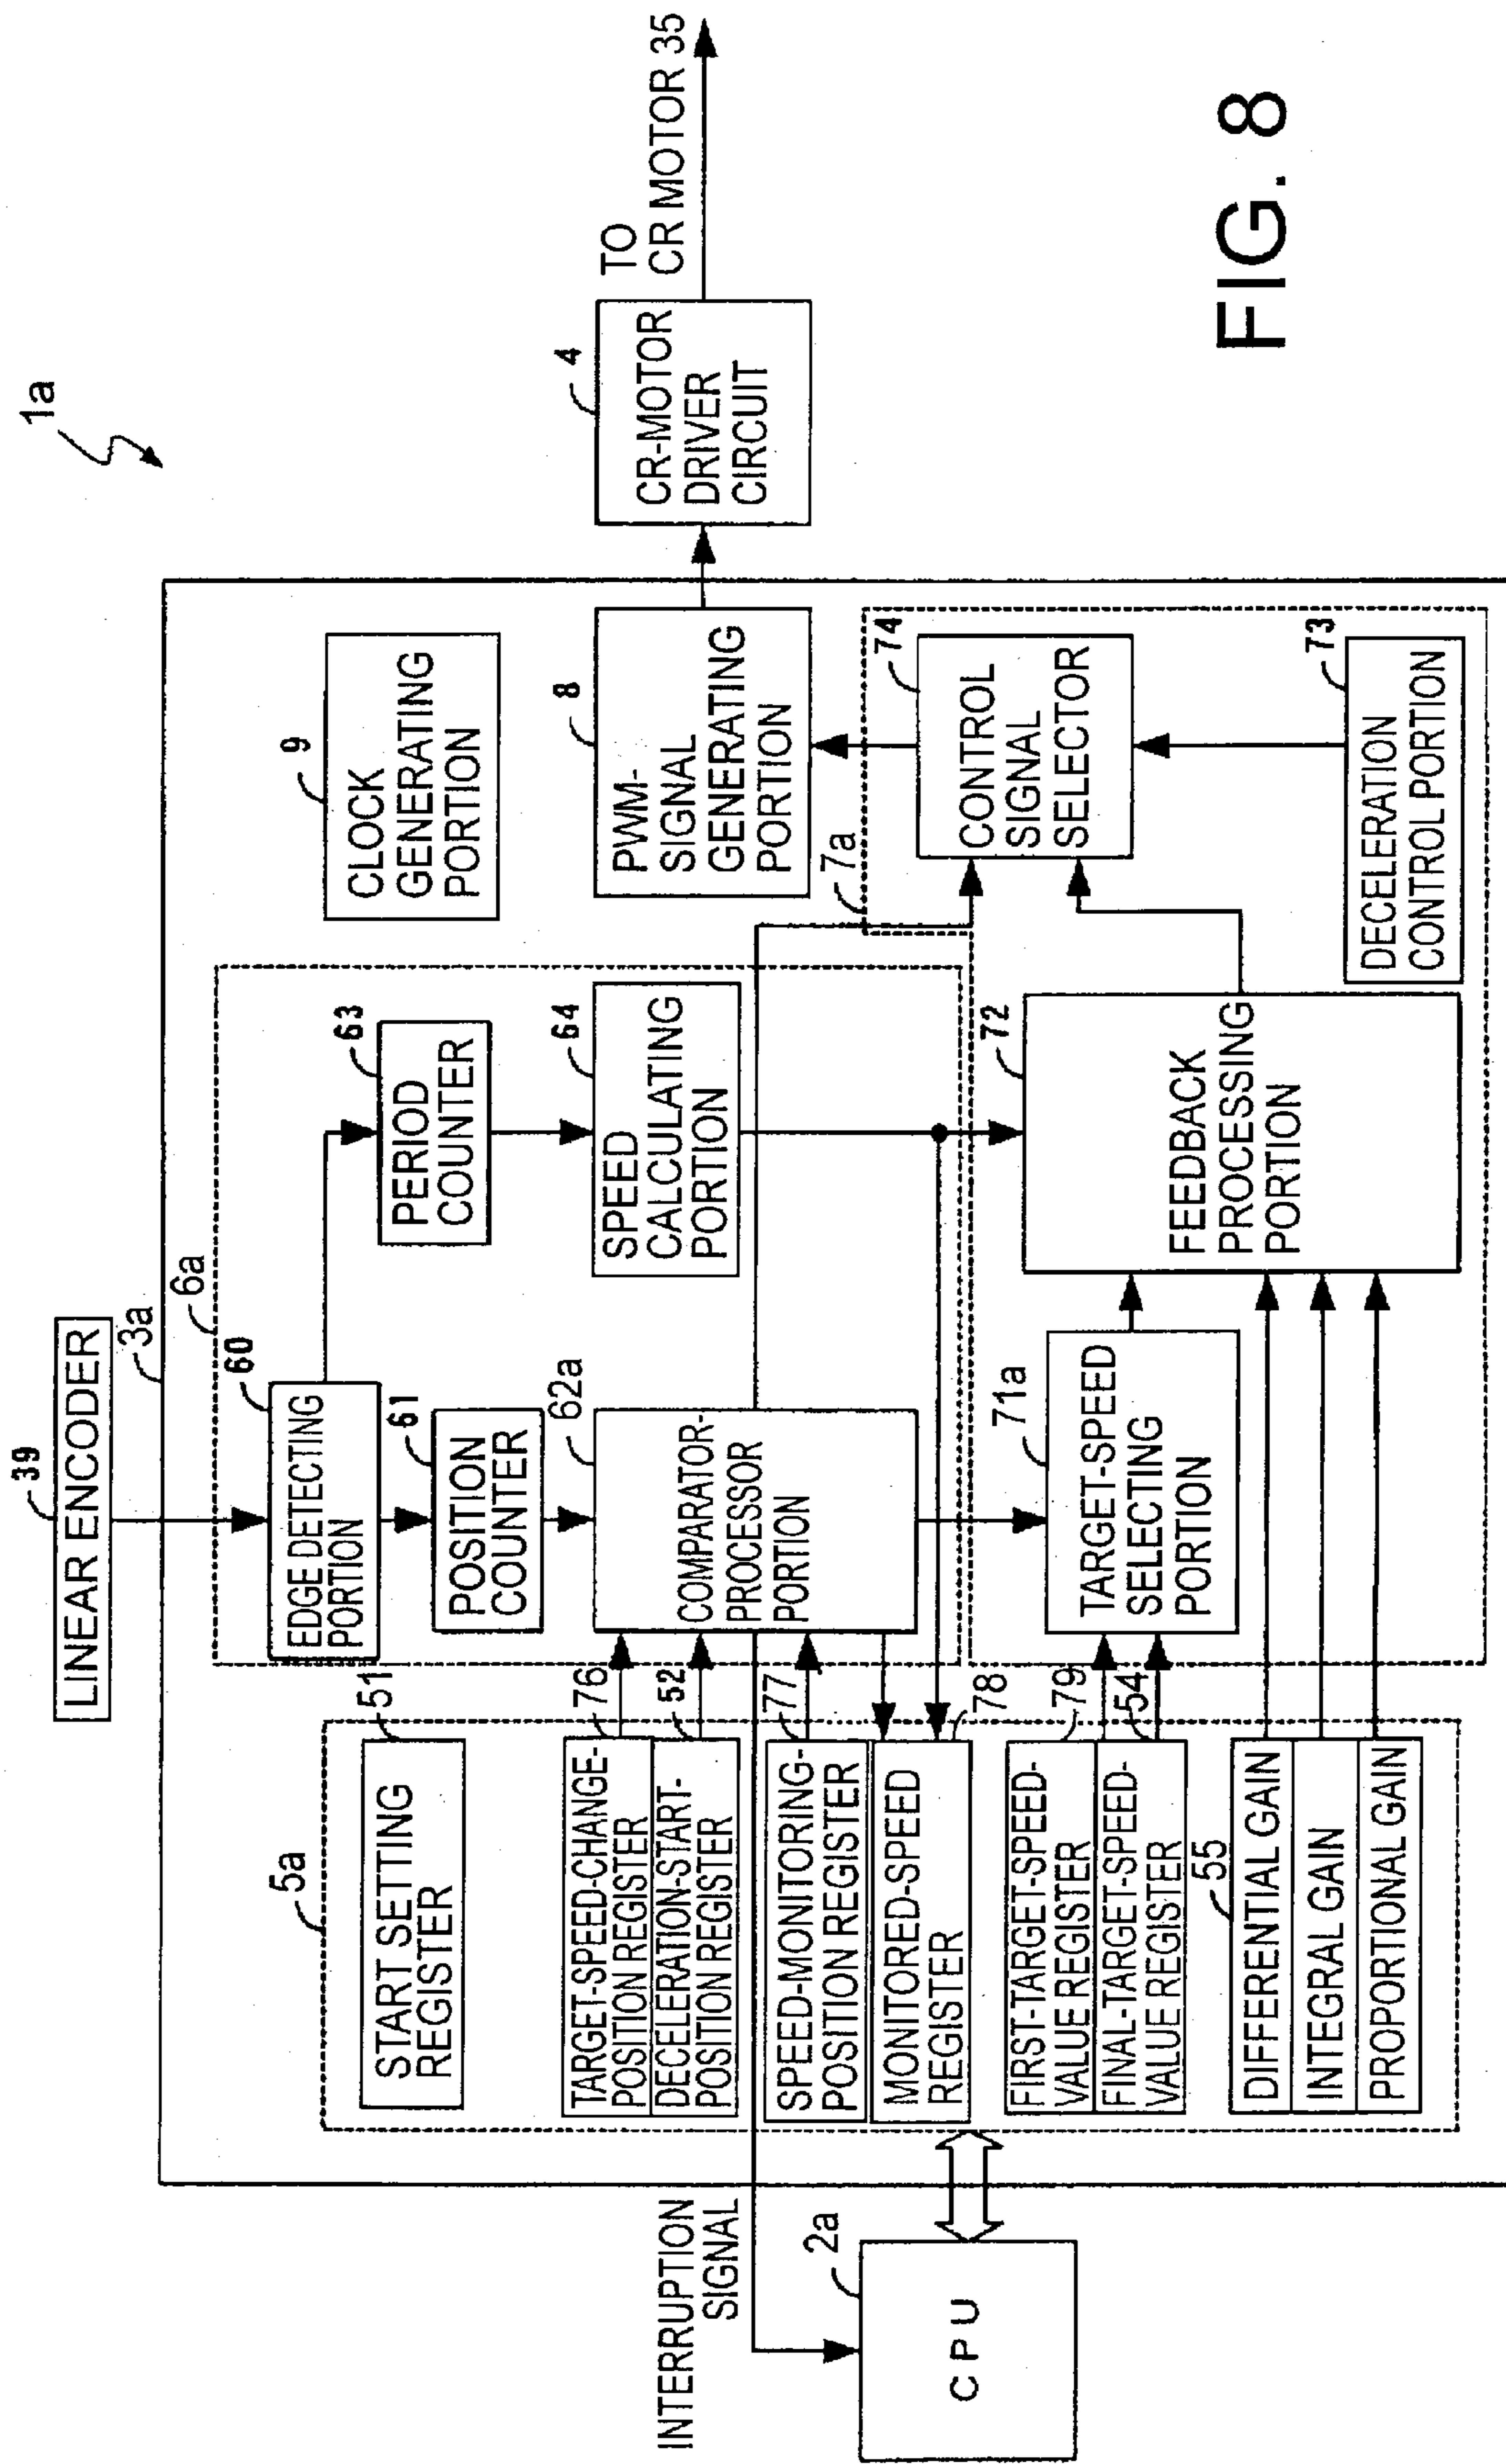 1a
39
LINEAR ENCODER
3a
6a
60
EDGE DETECTING
PORTION
61
POSITION
COUNTER
62a
COMPARATOR-
PROCESSOR
PORTION
63
PERIOD
COUNTER
64
SPEED
CALCULATING
PORTION
9
CLOCK
GENERATING
PORTION
8
PWM-
SIGNAL
GENERATING
PORTION
4
CR-MOTOR
DRIVER
CIRCUIT
TO
CR MOTOR 35
5a
51
START SETTING
REGISTER
76
TARGET-SPEED-CHANGE-
POSITION REGISTER
52
DECELERATION-START-
POSITION REGISTER
77
SPEED-MONITORING-
POSITION REGISTER
78
MONITORED-SPEED
REGISTER
79
FIRST-TARGET-SPEED-
VALUE REGISTER
54
FINAL-TARGET-SPEED-
VALUE REGISTER
55
DIFFERENTIAL GAIN
INTEGRAL GAIN
PROPORTIONAL GAIN
7a
71a
TARGET-SPEED
SELECTING
PORTION
72
FEEDBACK
PROCESSING
PORTION
74
CONTROL
SIGNAL
SELECTOR
73
DECELERATION
CONTROL PORTION
INTERRUPTION
SIGNAL
2a
CPU
FIG. 8